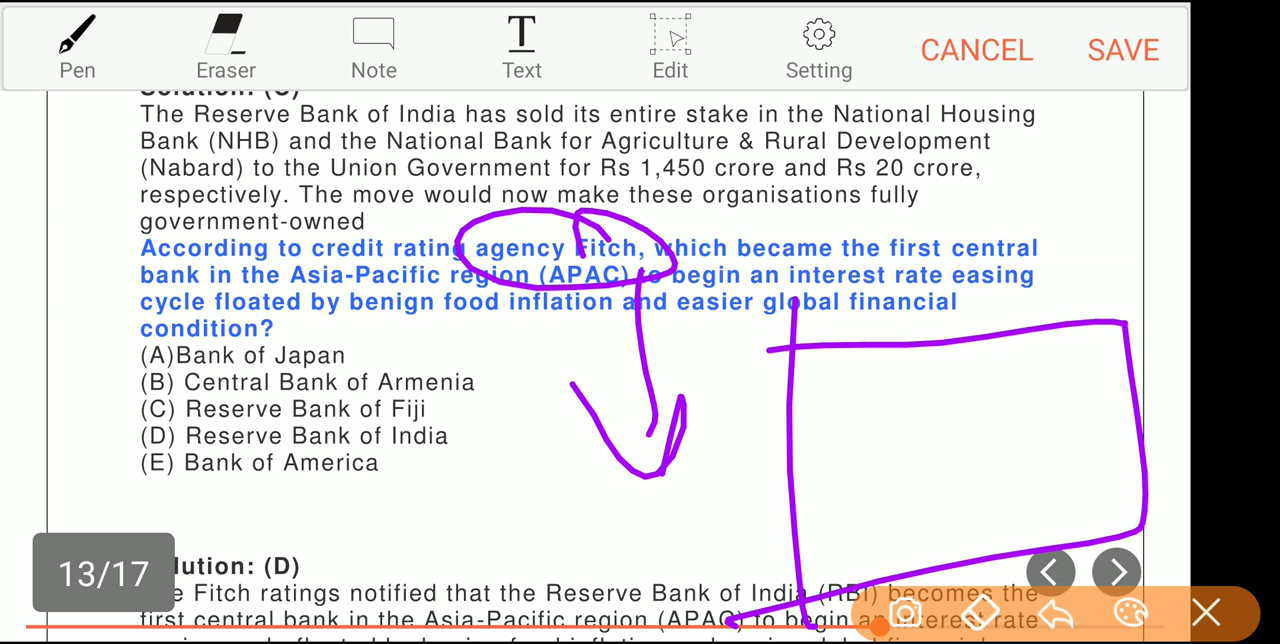 Pen
Eraser
Note
T
Text
Edit
Setting
CANCEL
SAVE
Solution: (C)
The Reserve Bank of India has sold its entire stake in the National Housing
Bank (NHB) and the National Bank for Agriculture & Rural Development
(Nabard) to the Union Government for Rs 1,450 crore and Rs 20 crore,
respectively. The move would now make these organisations fully
government-owned
According to credit rating agency Fitch, which became the first central
bank in the Asia-Pacific region (APAC) to begin an interest rate easing
cycle floated by benign food inflation and easier global financial
condition?
(A)Bank of Japan
(B) Central Bank of Armenia
(C) Reserve Bank of Fiji
(D) Reserve Bank of India
(E) Bank of America
13/17
lution: (D)
Fitch ratings notified that the Reserve Bank of India (RBI) becomes the
first central bank in the Asia-Pacific region (APAC) to begin an interest rate